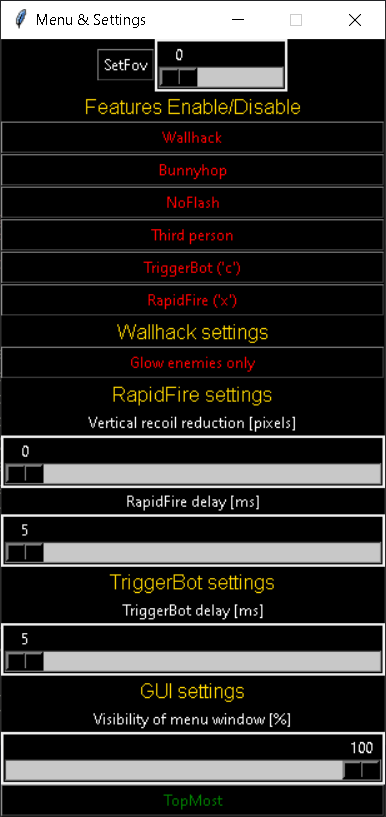 Menu & Settings
0
SetFov
Features Enable/Disable
Wallhack
Bunnyhop
NoFlash
Third person
TriggerBot ('c')
RapidFire ('x')
Wallhack settings
Glow enemies only
RapidFire settings
Vertical recoil reduction [pixels]
0
RapidFire delay [ms]
5
TriggerBot settings
TriggerBot delay [ms]
5
GUI settings
Visibility of menu window [%]
100
TopMost